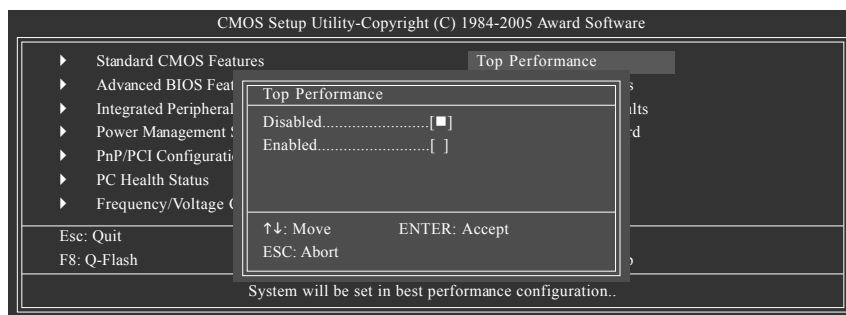 CMOS Setup Utility-Copyright (C) 1984-2005 Award Software
Standard CMOS Features Top Performance
Advanced BIOS Feat s
Integrated Peripheral ults
Power Management S rd
PnP/PCI Configurati
PC Health Status
Frequency/Voltage C
Top Performance
Disabled.........................[■]
Enabled..........................[ ]
↑↓: Move ENTER: Accept
ESC: Abort
Esc: Quit
F8: Q-Flash
System will be set in best performance configuration..